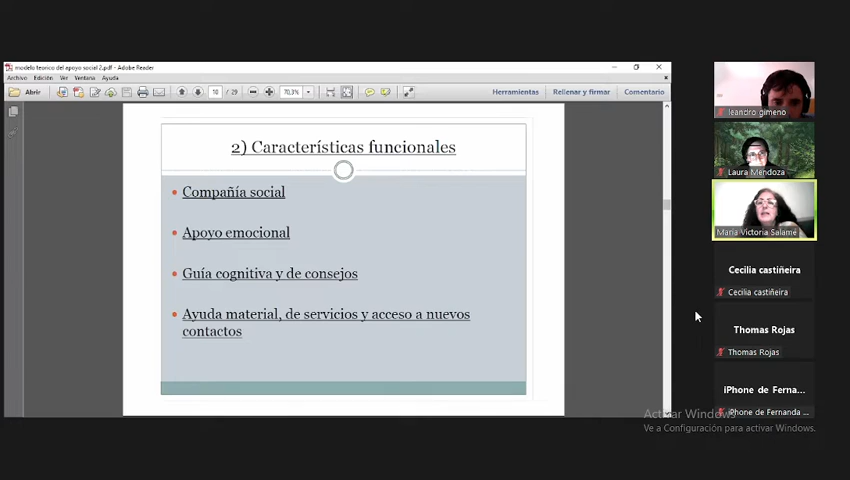 modelo teorico del apoyo social 2.pdf - Adobe Reader
Archivo Edición Ver Ventana Ayuda
Abrir 10 / 29 70,3% Herramientas Rellenar y firmar Comentario
2) Características funcionales
Compañía social
Apoyo emocional
Guía cognitiva y de consejos
Ayuda material, de servicios y acceso a nuevos
contactos
leandro gimeno
Laura Mendoza
María Victoria Salamé
Cecilia castiñeira
Cecilia castiñeira
Thomas Rojas
Thomas Rojas
iPhone de Ferna...
iPhone de Fernanda ...
Activar Windows
Ve a Configuración para activar Windows.